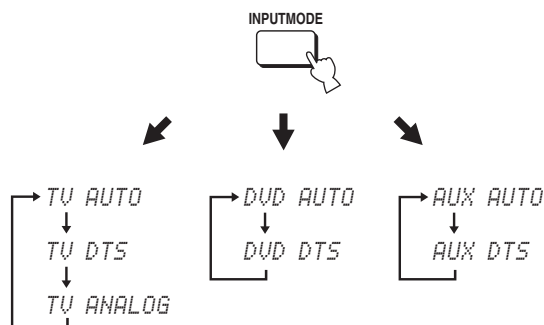 INPUTMODE
TV AUTO
TV DTS
TV ANALOG
DVD AUTO
DVD DTS
AUX AUTO
AUX DTS